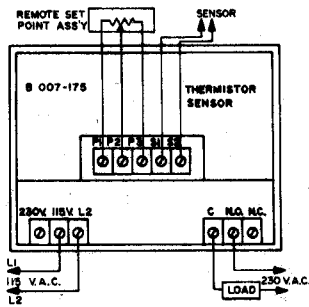 REMOTE SET
POINT ASS'Y
SENSOR
B 007-175
THERMISTOR
SENSOR
P1 P2 P3 S1 S2
230V. 115V. L2
C N.O. N.C.
L1
115 V.A.C.
L2
LOAD
230 V.A.C.